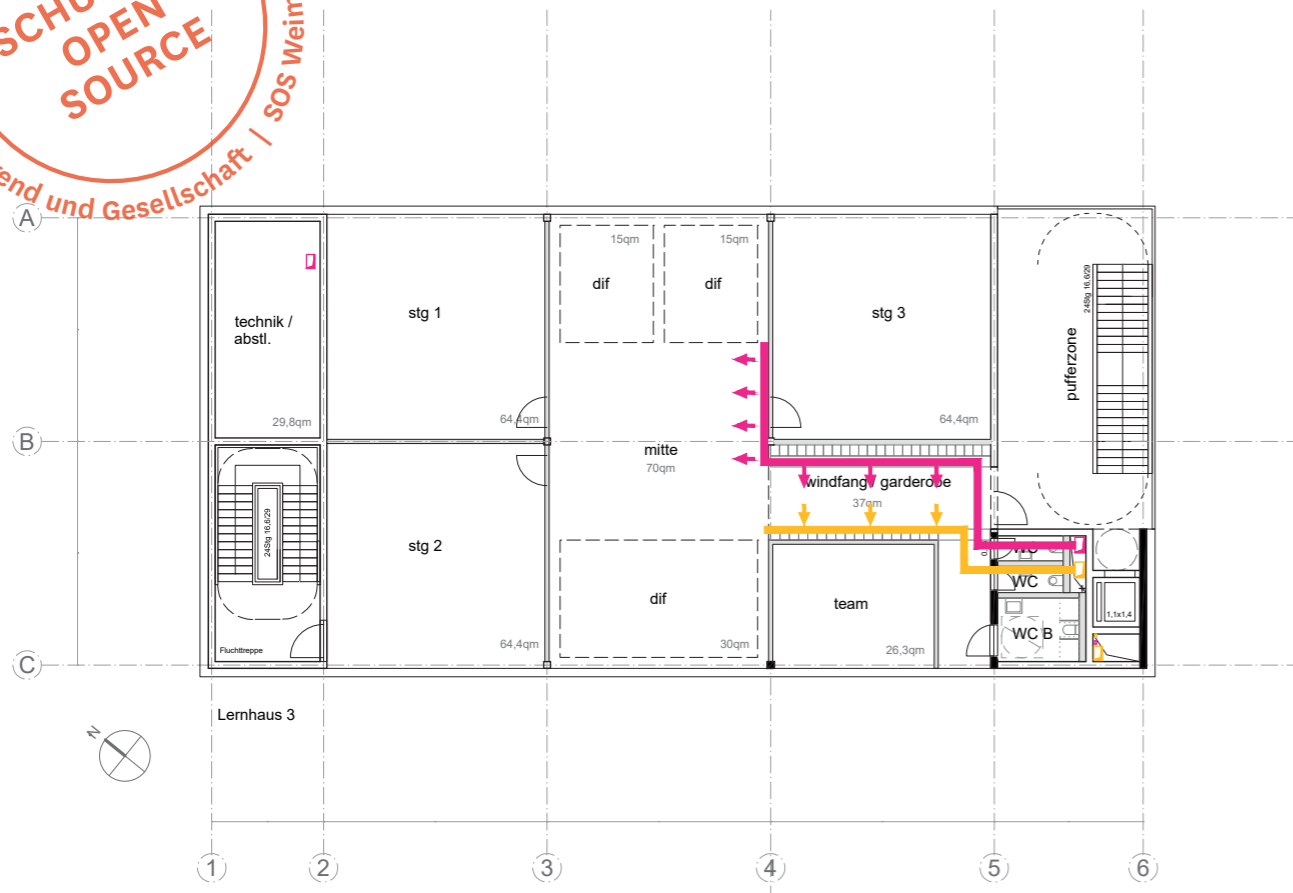 OPEN
SOURCE
und Gesellschaft | SOS
A
15qm
15qm
dif
dif
24Stg 16,6/29
stg 1
stg 3
technik /
abstl.
pufferzone
29,8qm
64,4qm
64,4qm
B
mitte
70qm
windfang / garderobe
37qm
24Stg 16,6/29
stg 2
WC
WC
dif
team
1,1x1,4
WC B
Fluchttreppe
64,4qm
30qm
26,3qm
C
Lernhaus 3
N
1
2
3
4
5
6